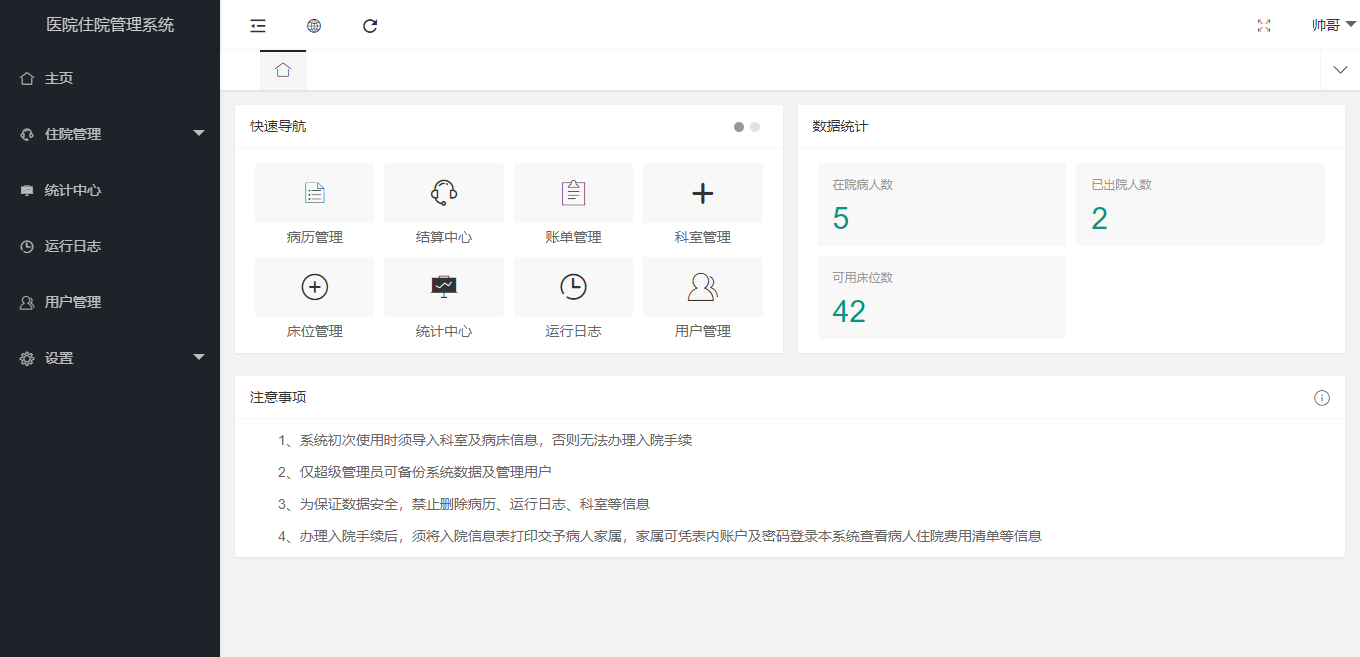 医院住院管理系统
帅哥
主页
住院管理
统计中心
运行日志
用户管理
设置
快速导航
病历管理
结算中心
账单管理
科室管理
床位管理
统计中心
运行日志
用户管理
数据统计
在院病人数
5
已出院人数
2
可用床位数
42
注意事项
1、系统初次使用时须导入科室及病床信息，否则无法办理入院手续
2、仅超级管理员可备份系统数据及管理用户
3、为保证数据安全，禁止删除病历、运行日志、科室等信息
4、办理入院手续后，须将入院信息表打印交予病人家属，家属可凭表内账户及密码登录本系统查看病人住院费用清单等信息